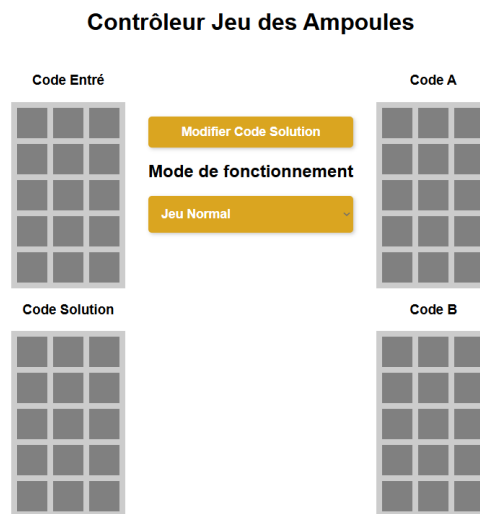 Contrôleur Jeu des Ampoules
Code Entré
Code A
Modifier Code Solution
Mode de fonctionnement
Jeu Normal
Code Solution
Code B